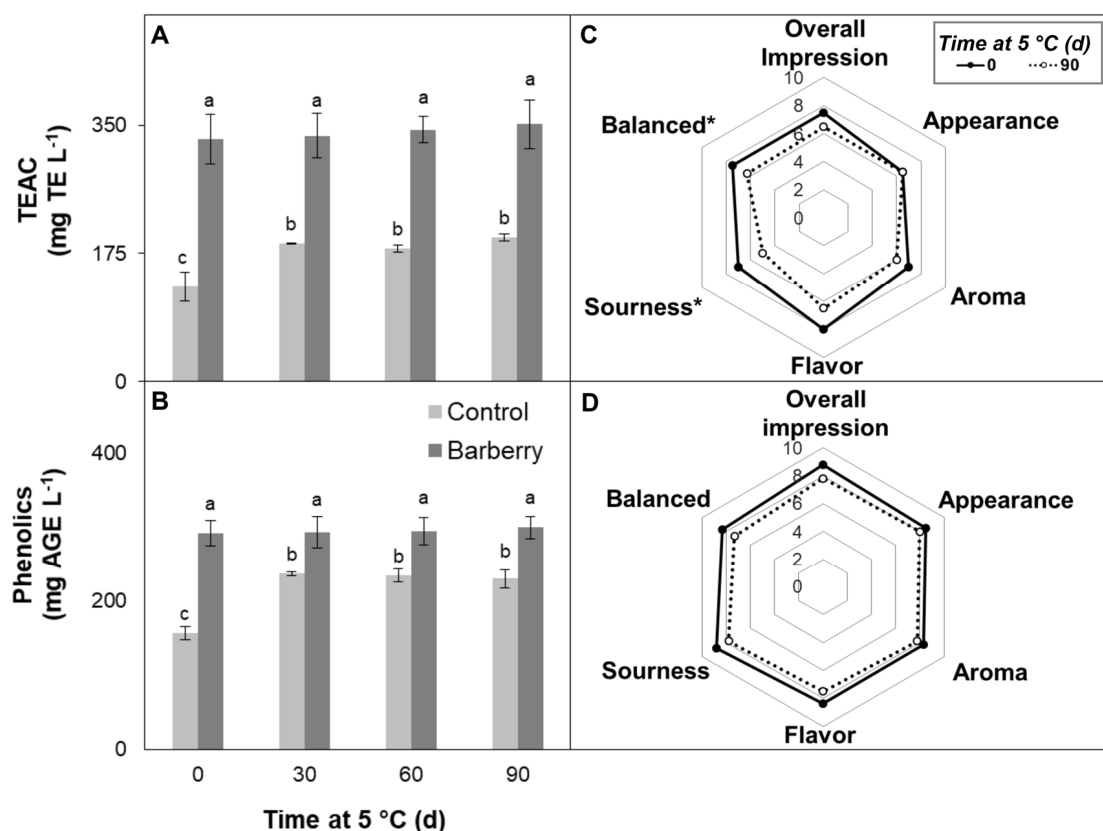 A
TEAC
(mg TE L-1)
350
175
0
a
a
a
a
c
b
b
b
B
Control
Barberry
Phenolics
(mg AGE L-1)
400
200
0
a
a
a
a
c
b
b
b
0 30 60 90
Time at 5 °C (d)
C
Time at 5 °C (d)
0 90
Overall
Impression
Appearance
Aroma
Flavor
Sourness*
Balanced*
10
8
6
4
2
0
D
Overall
impression
Appearance
Aroma
Flavor
Sourness
Balanced
10
8
6
4
2
0